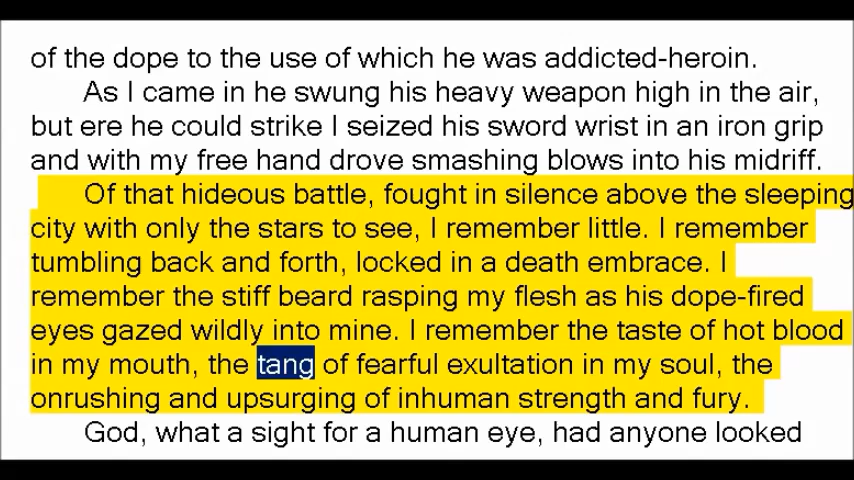 of the dope to the use of which he was addicted-heroin.
As I came in he swung his heavy weapon high in the air,
but ere he could strike I seized his sword wrist in an iron grip
and with my free hand drove smashing blows into his midriff.
Of that hideous battle, fought in silence above the sleeping
city with only the stars to see, I remember little. I remember
tumbling back and forth, locked in a death embrace. I
remember the stiff beard rasping my flesh as his dope-fired
eyes gazed wildly into mine. I remember the taste of hot blood
in my mouth, the tang of fearful exultation in my soul, the
onrushing and upsurging of inhuman strength and fury.
God, what a sight for a human eye, had anyone looked